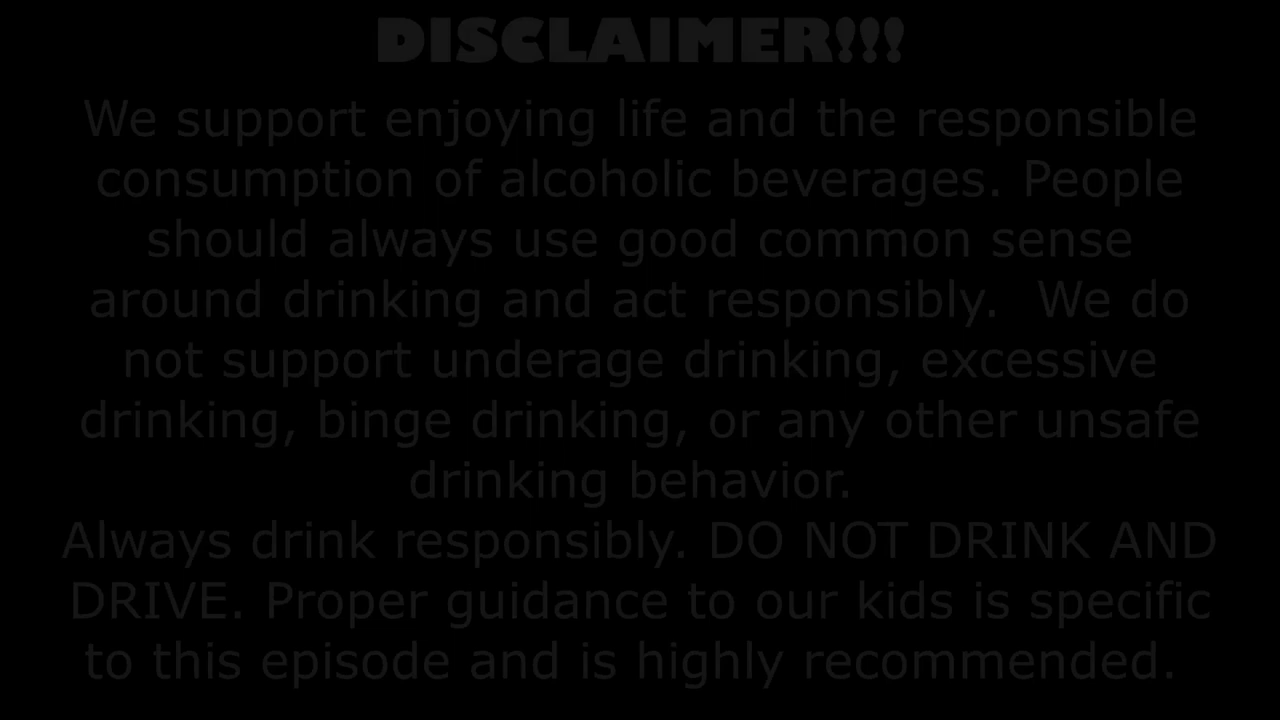 DISCLAIMER!!!
We support enjoying life and the responsible
consumption of alcoholic beverages. People
should always use good common sense
around drinking and act responsibly.  We do
not support underage drinking, excessive
drinking, binge drinking, or any other unsafe
drinking behavior.
Always drink responsibly. DO NOT DRINK AND
DRIVE. Proper guidance to our kids is specific
to this episode and is highly recommended.